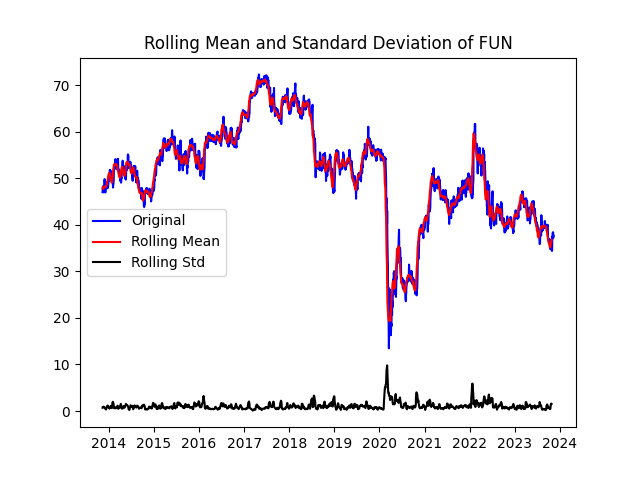 Rolling Mean and Standard Deviation of FUN
70
60
50
40
30
20
10
0
Original
Rolling Mean
Rolling Std
2014 2015 2016 2017 2018 2019 2020 2021 2022 2023 2024